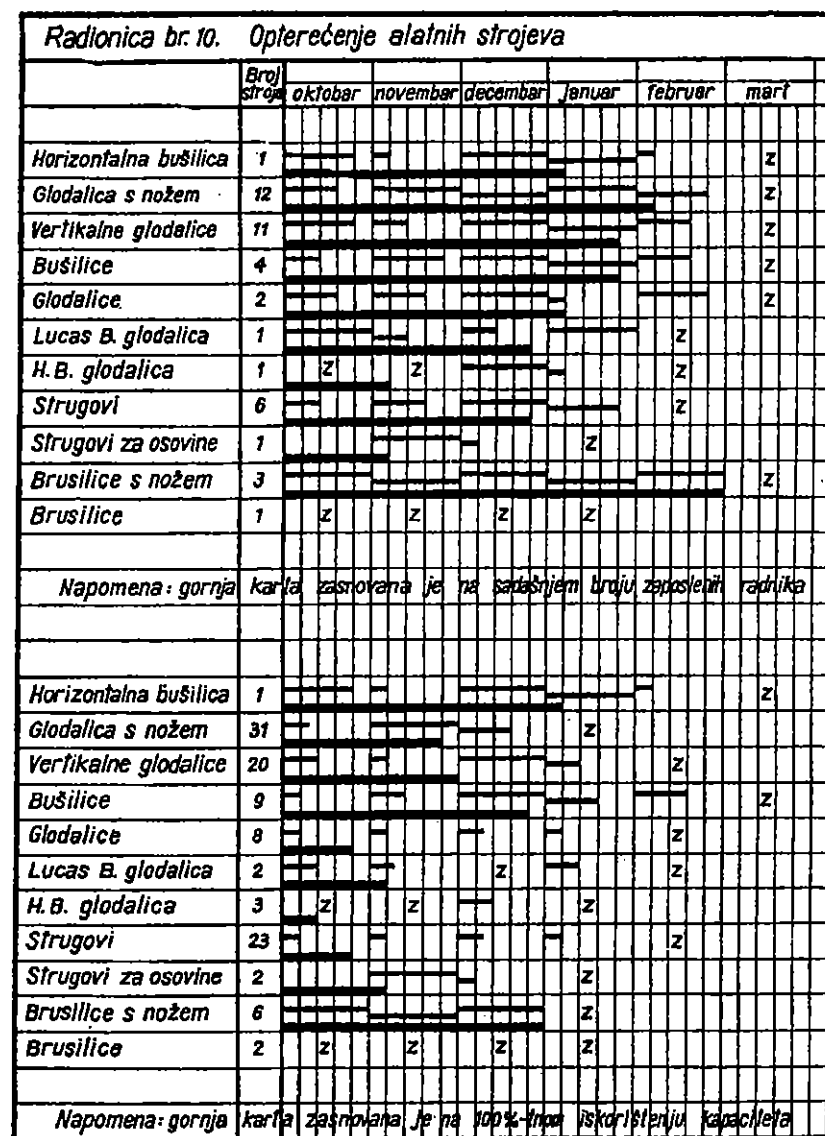 Radionica br. 10. Opterećenje alatnih strojeva
Broj stroja oktobar novembar decembar januar februar mart
Horizontalna bušilica 1 Z
Glodalica s nožem 12 Z
Vertikalne glodalice 11 Z
Bušilice 4 Z
Glodalice 2 Z
Lucas B. glodalica 1 Z
H.B. glodalica 1 Z Z Z
Strugovi 6 Z
Strugovi za osovine 1 Z
Brusilice s nožem 3 Z
Brusilice 1 Z Z Z Z
Napomena: gornja karta zasnovana je na sadašnjem broju zaposlenih radnika
Horizontalna bušilica 1 Z
Glodalica s nožem 31 Z
Vertikalne glodalice 20 Z
Bušilice 9 Z
Glodalice 8 Z
Lucas B. glodalica 2 Z Z
H.B. glodalica 3 Z Z Z
Strugovi 23 Z
Strugovi za osovine 2 Z
Brusilice s nožem 6 Z
Brusilice 2 Z Z Z Z
Napomena: gornja karta zasnovana je na 100%-tnom iskorištenju kapaciteta